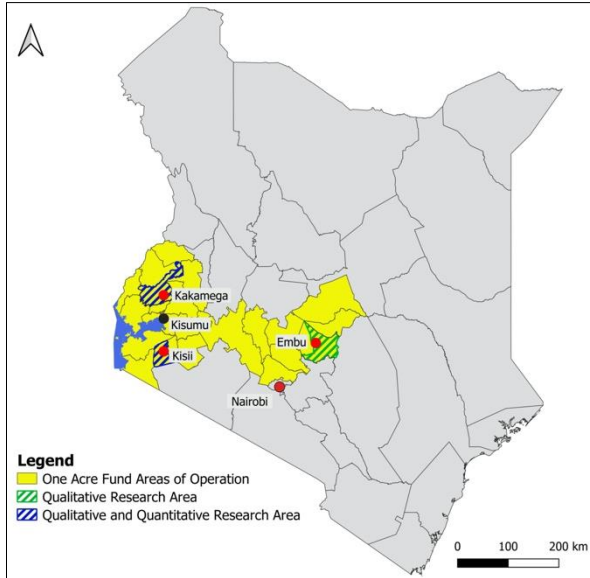 Kakamega
Kisumu
Kisii
Embu
Nairobi
Legend
One Acre Fund Areas of Operation
Qualitative Research Area
Qualitative and Quantitative Research Area
0 100 200 km